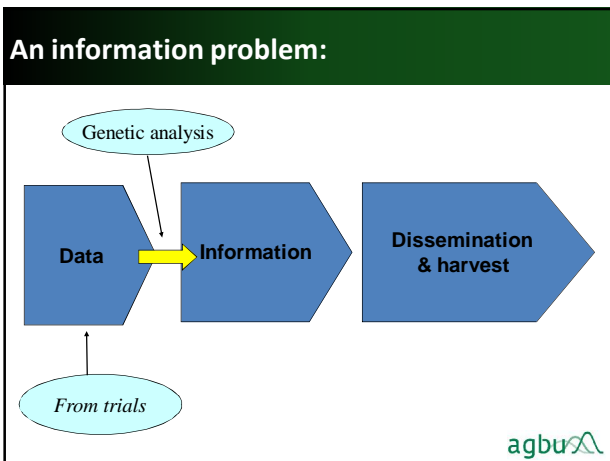 An information problem:
Genetic analysis
Data
Information
Dissemination
& harvest
From trials
agbu